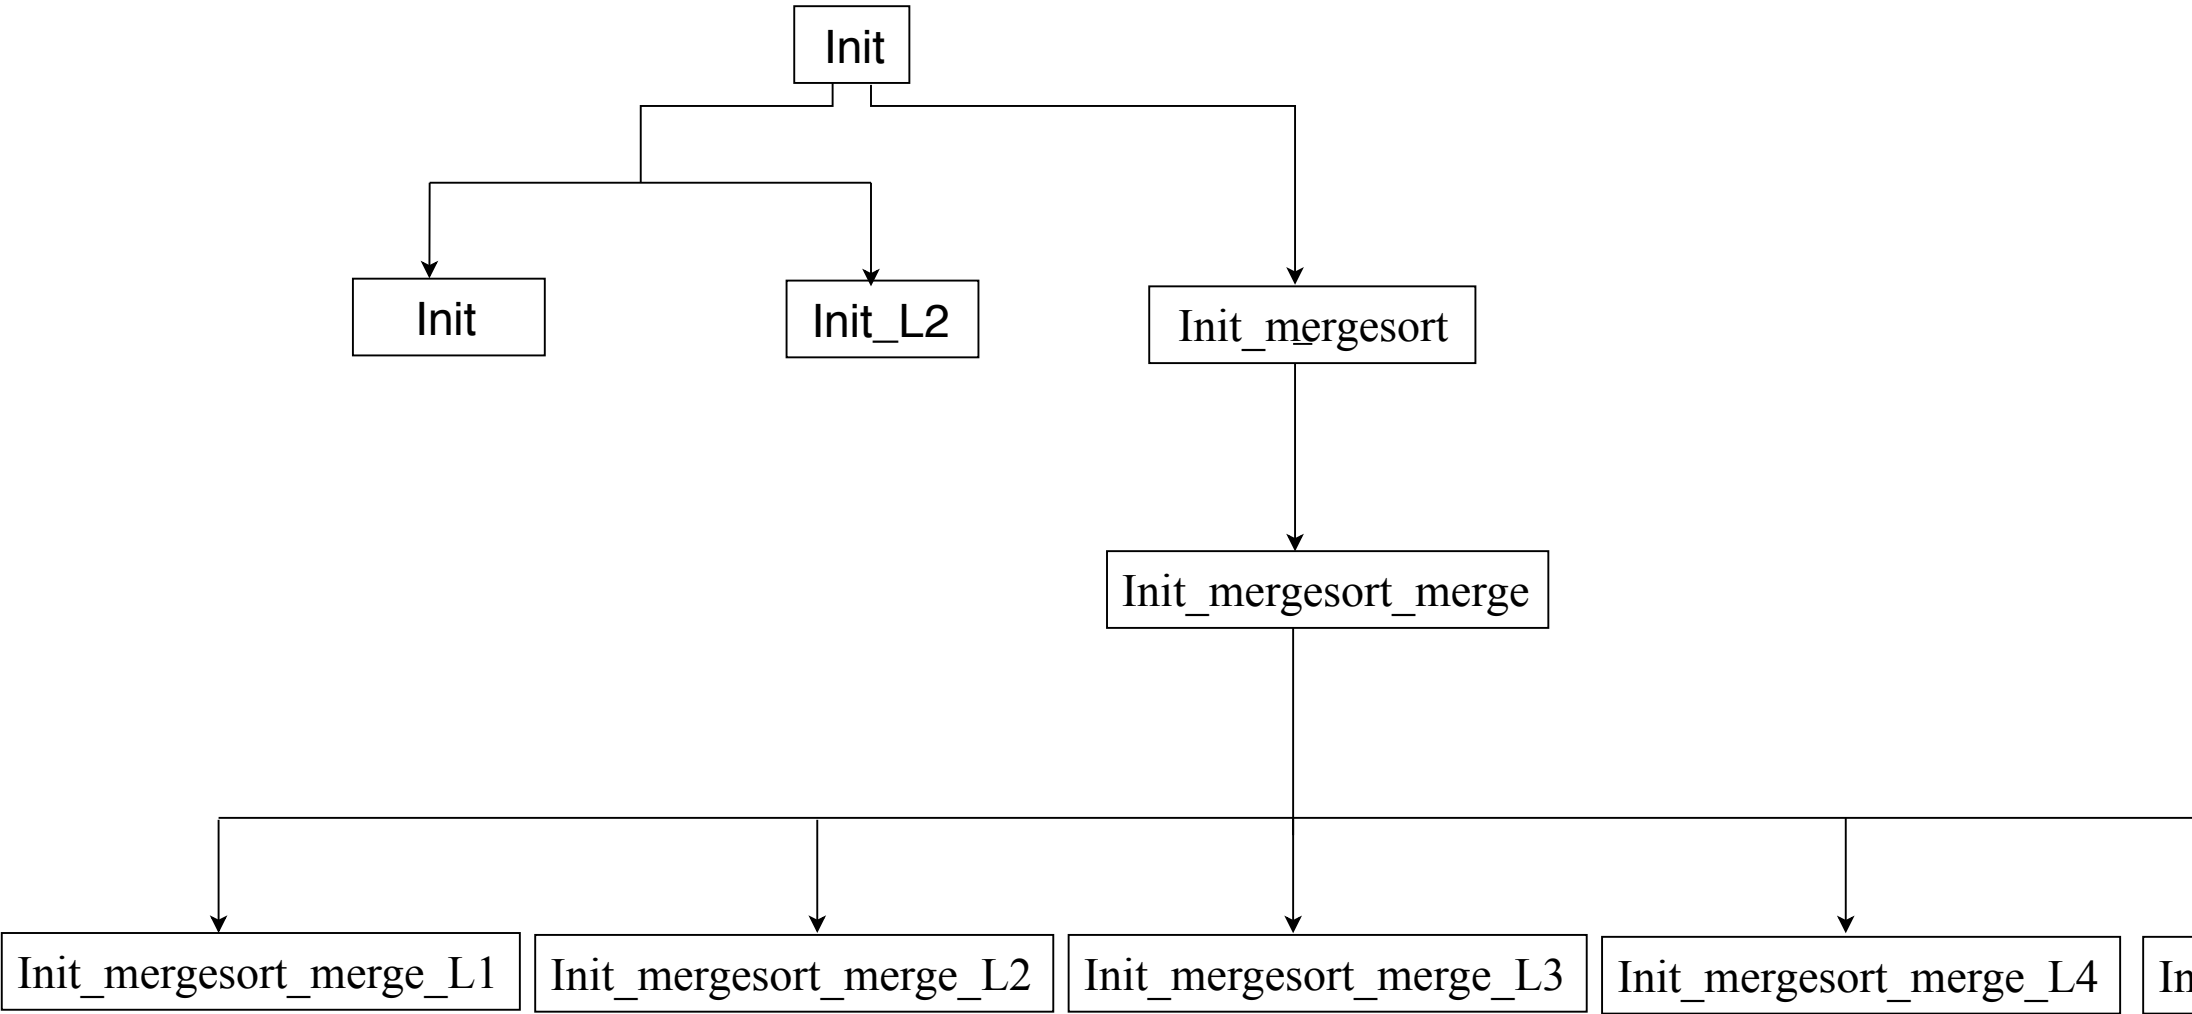 Init
Init
Init_L2
Init_mergesort
Init_mergesort_merge
Init_mergesort_merge_L1
Init_mergesort_merge_L2
Init_mergesort_merge_L3
Init_mergesort_merge_L4